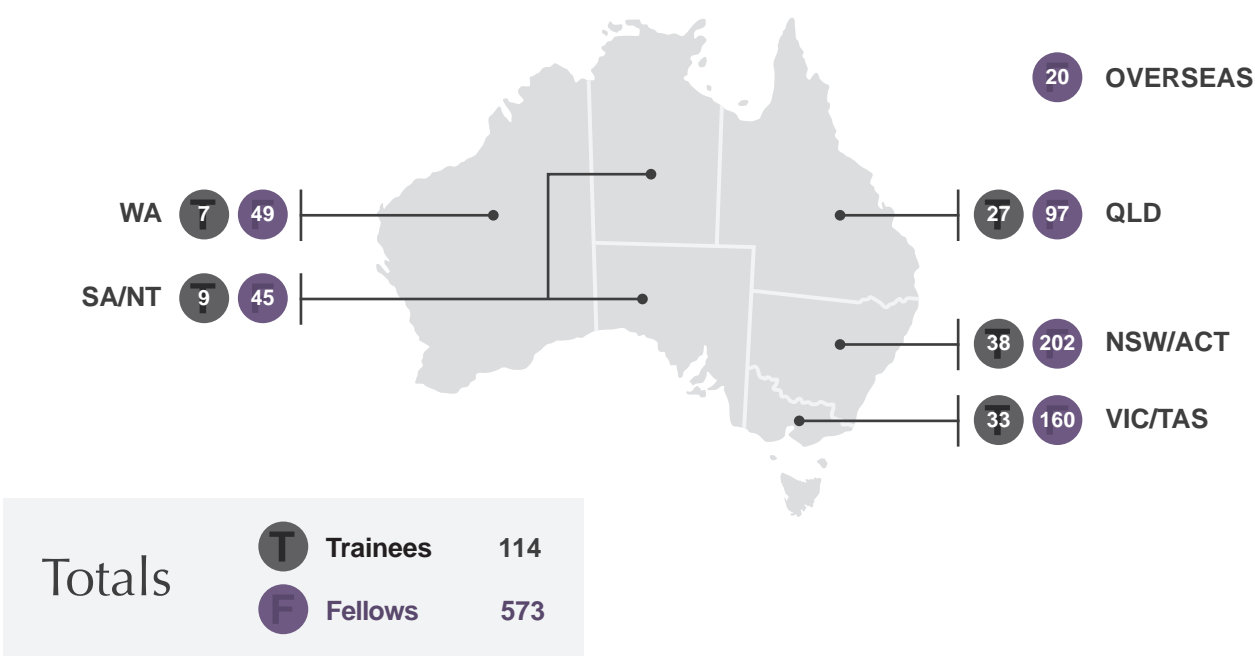 20 OVERSEAS
WA 7 49
27 97 QLD
SA/NT 9 45
38 202 NSW/ACT
33 160 VIC/TAS
Totals
T Trainees 114
F Fellows 573